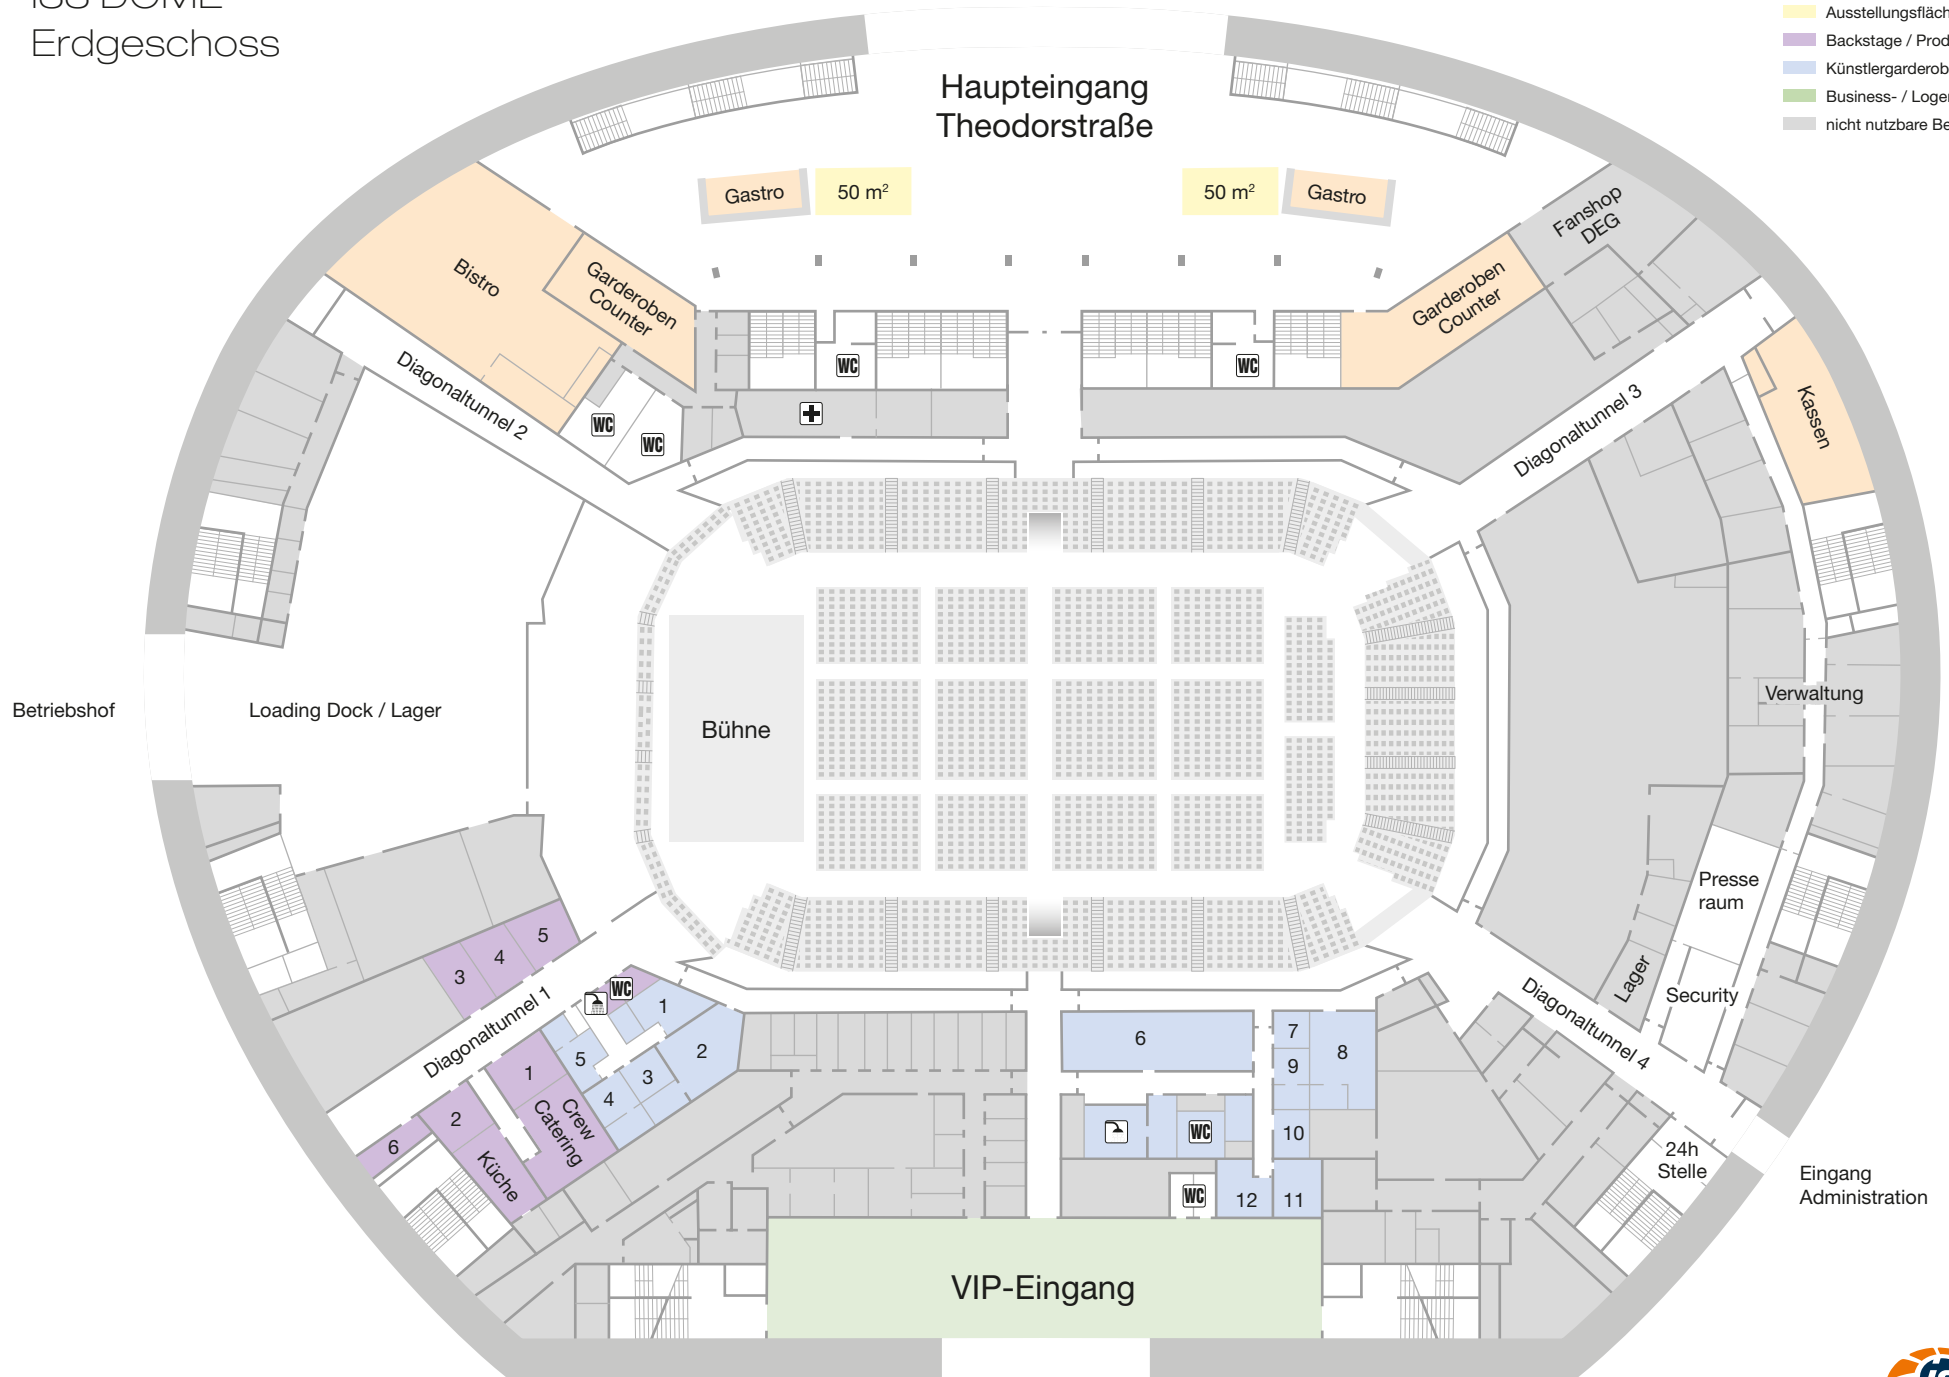 ISS DOME
Erdgeschoss
Ausstellungsfläch
Backstage / Prod
Künstlergarderob
Business- / Loger
nicht nutzbare Be
Haupteingang
Theodorstraße
Gastro
50 m²
50 m²
Gastro
Fanshop
DEG
Bistro
Garderoben
Counter
Garderoben
Counter
WC
WC
Diagonaltunnel 2
WC
WC
Diagonaltunnel 3
Kassen
Betriebshof
Loading Dock / Lager
Bühne
Verwaltung
Presse
raum
Security
Lager
3
4
5
Diagonaltunnel 1
WC
1
2
5
3
4
1
Crew
Catering
2
Küche
6
6
7
8
9
10
WC
WC
12
11
Diagonaltunnel 4
24h
Stelle
Eingang
Administration
VIP-Eingang